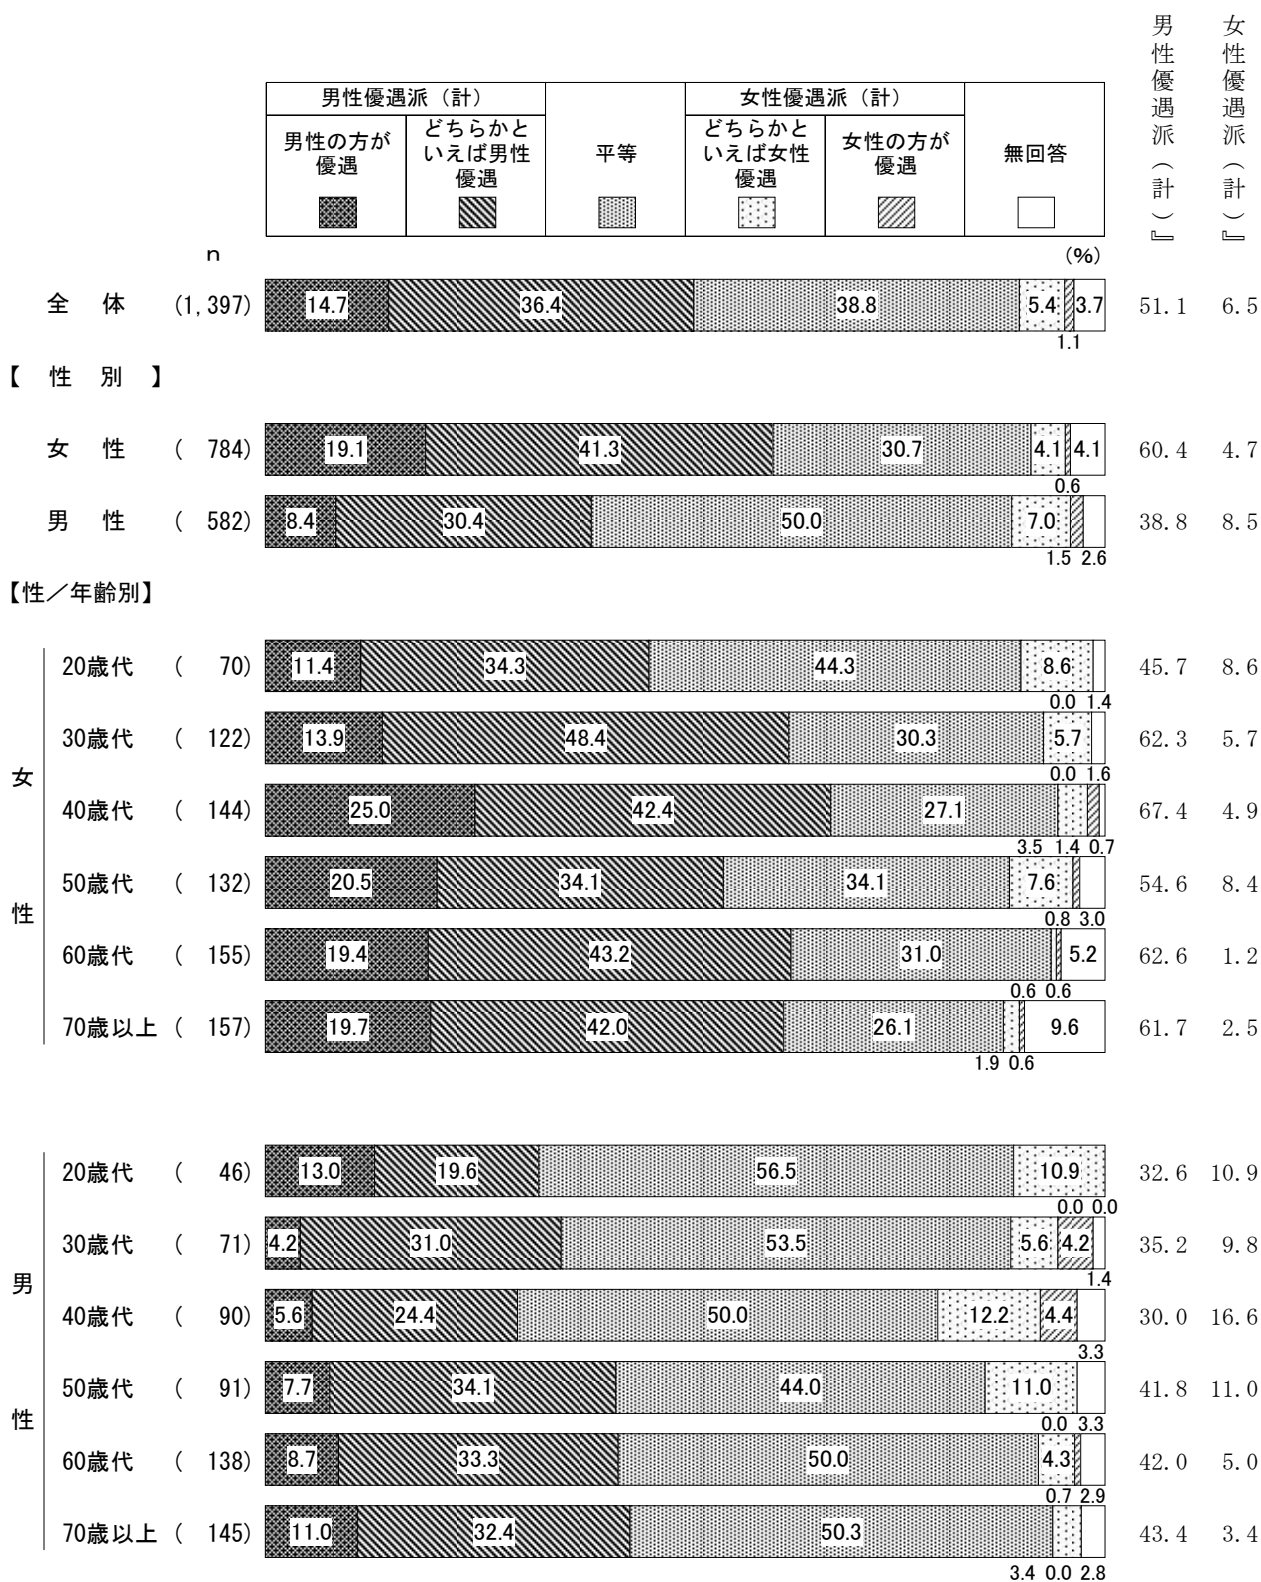 男性優遇派（計）』
女性優遇派（計）』
男性優遇派（計）
女性優遇派（計）
男性の方が優遇
どちらかといえば男性優遇
平等
どちらかといえば女性優遇
女性の方が優遇
無回答
n
(%)
全 体 (1,397) 14.7 36.4 38.8 5.4 3.7 51.1 6.5
1.1
【 性 別 】
女 性 ( 784) 19.1 41.3 30.7 4.1 4.1 60.4 4.7
0.6
男 性 ( 582) 8.4 30.4 50.0 7.0 38.8 8.5
1.5 2.6
【性／年齢別】
女性
20歳代 ( 70) 11.4 34.3 44.3 8.6 45.7 8.6
0.0 1.4
30歳代 ( 122) 13.9 48.4 30.3 5.7 62.3 5.7
0.0 1.6
40歳代 ( 144) 25.0 42.4 27.1 67.4 4.9
3.5 1.4 0.7
50歳代 ( 132) 20.5 34.1 34.1 7.6 54.6 8.4
0.8 3.0
60歳代 ( 155) 19.4 43.2 31.0 5.2 62.6 1.2
0.6 0.6
70歳以上 ( 157) 19.7 42.0 26.1 9.6 61.7 2.5
1.9 0.6
男性
20歳代 ( 46) 13.0 19.6 56.5 10.9 32.6 10.9
0.0 0.0
30歳代 ( 71) 4.2 31.0 53.5 5.6 4.2 35.2 9.8
1.4
40歳代 ( 90) 5.6 24.4 50.0 12.2 4.4 30.0 16.6
3.3
50歳代 ( 91) 7.7 34.1 44.0 11.0 41.8 11.0
0.0 3.3
60歳代 ( 138) 8.7 33.3 50.0 4.3 42.0 5.0
0.7 2.9
70歳以上 ( 145) 11.0 32.4 50.3 43.4 3.4
3.4 0.0 2.8